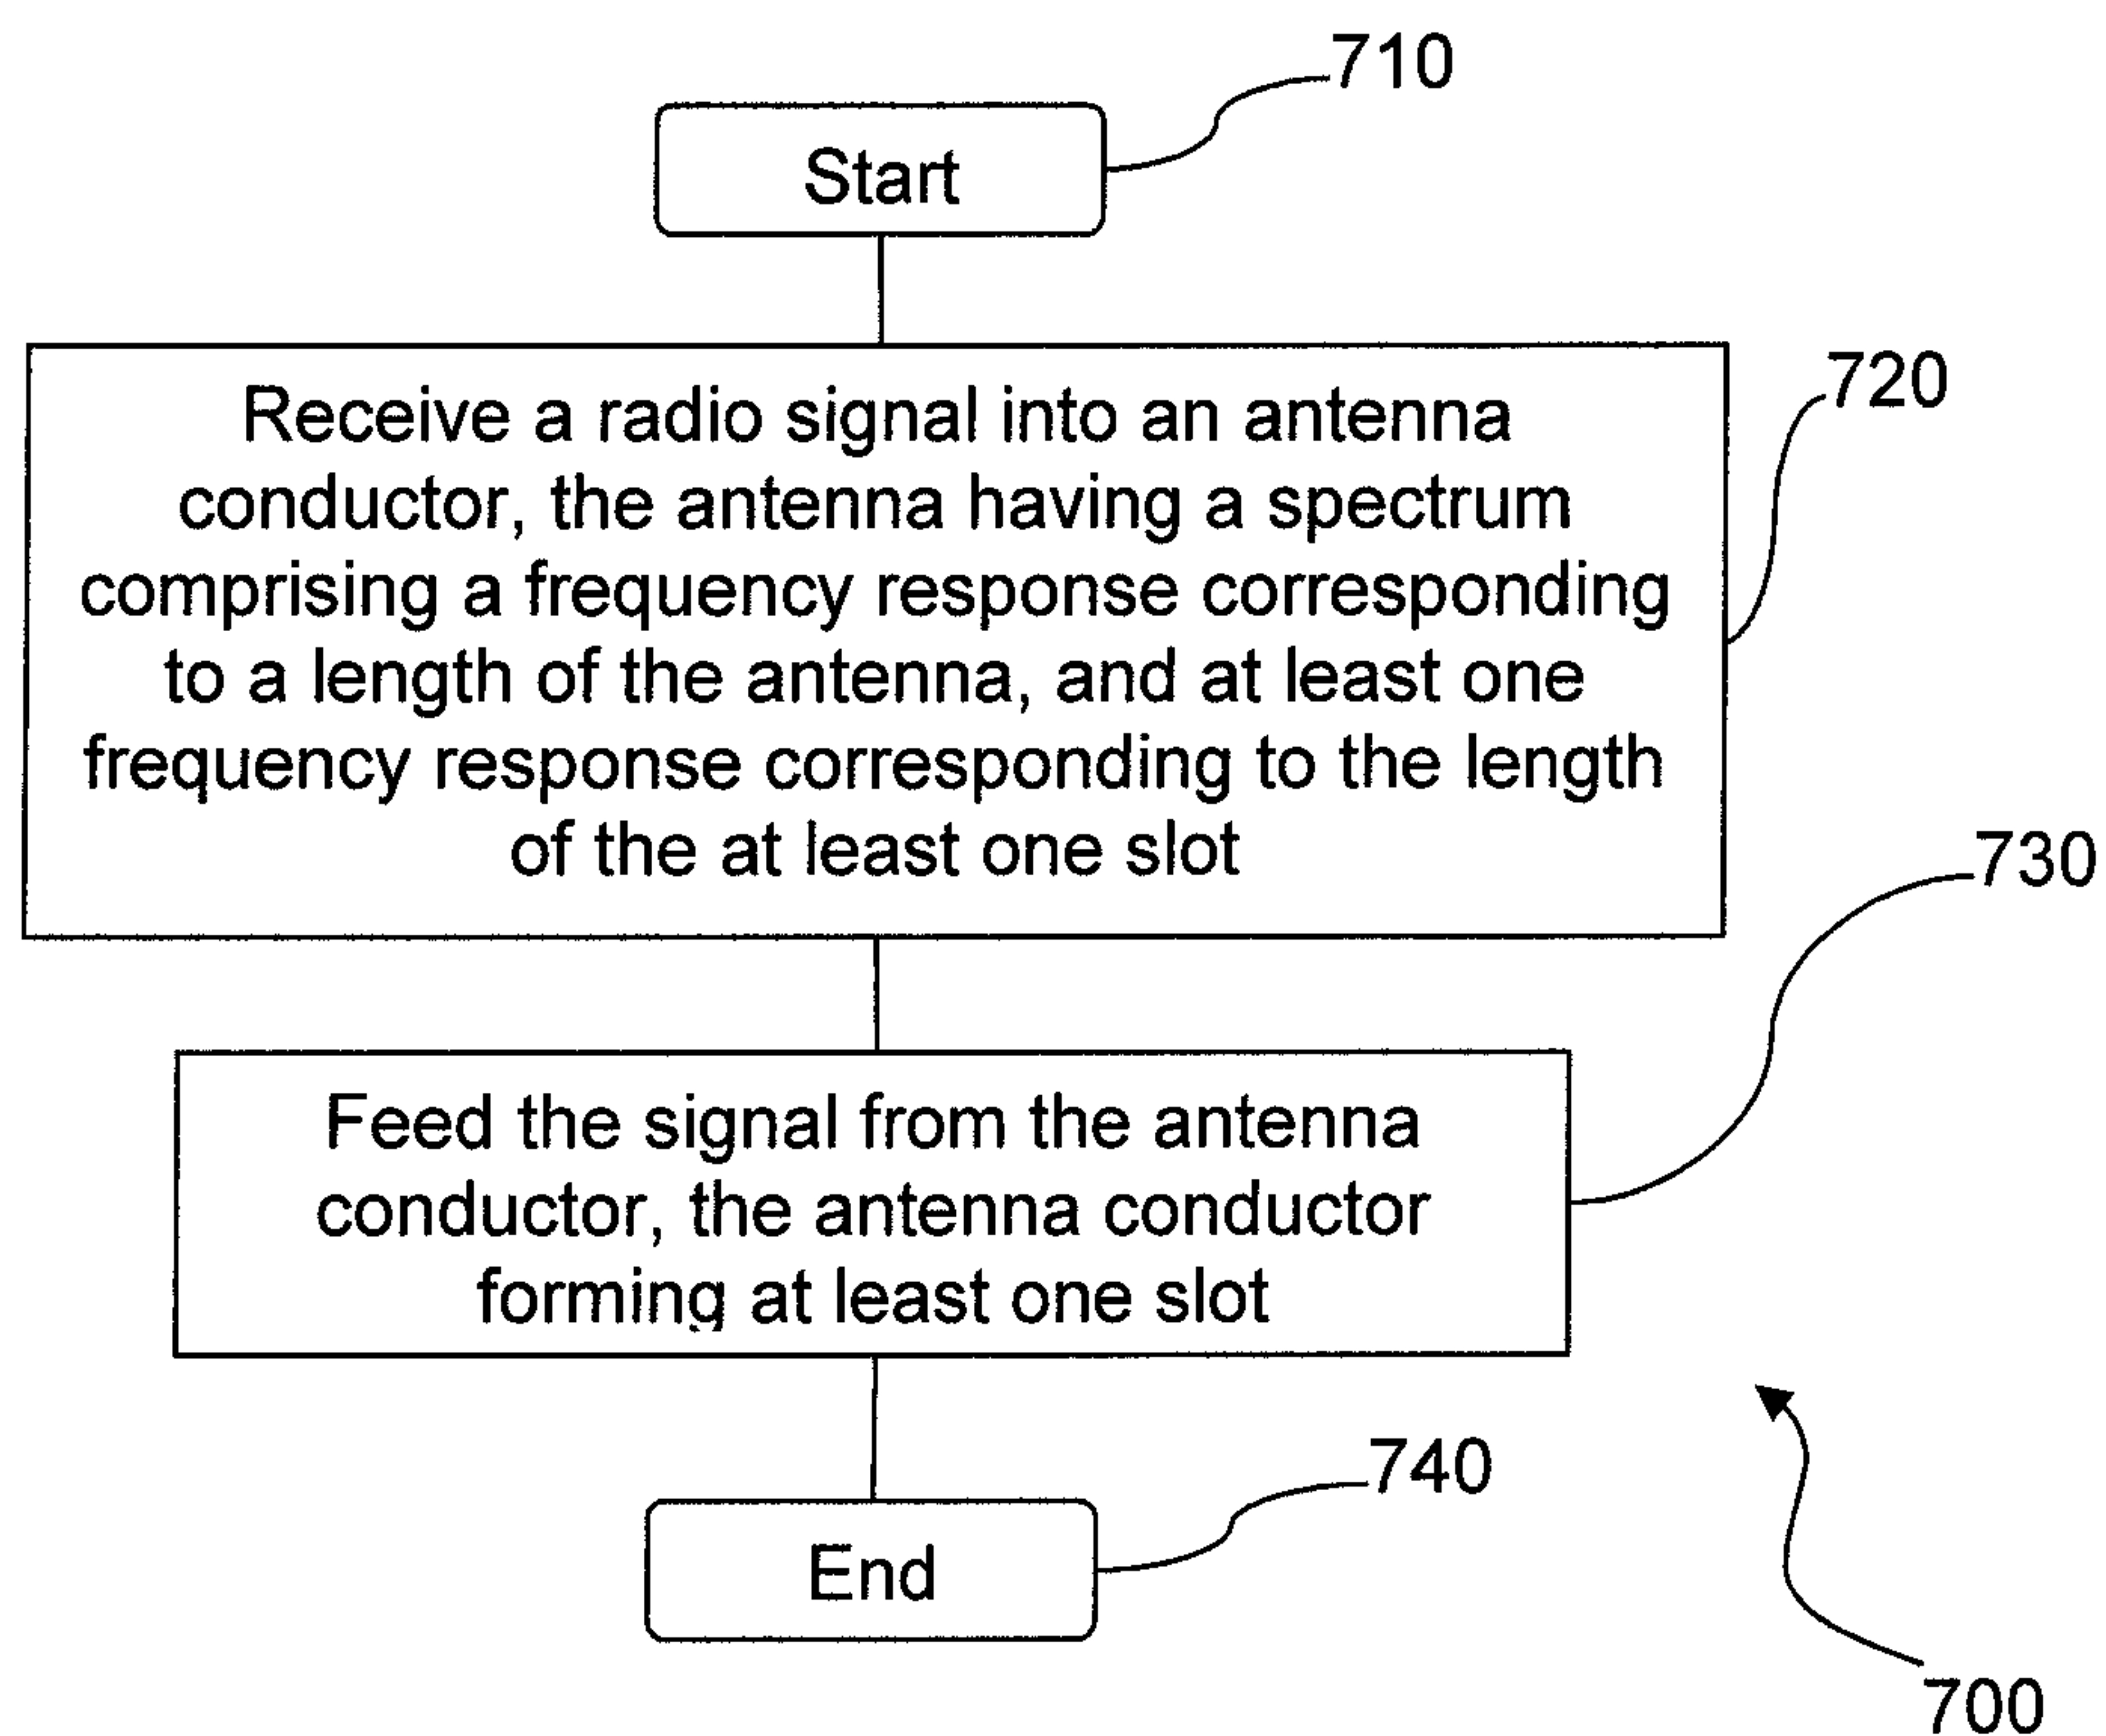 710
Start
720
Receive a radio signal into an antenna
conductor, the antenna having a spectrum
comprising a frequency response corresponding
to a length of the antenna, and at least one
frequency response corresponding to the length
of the at least one slot
730
Feed the signal from the antenna
conductor, the antenna conductor
forming at least one slot
740
End
700